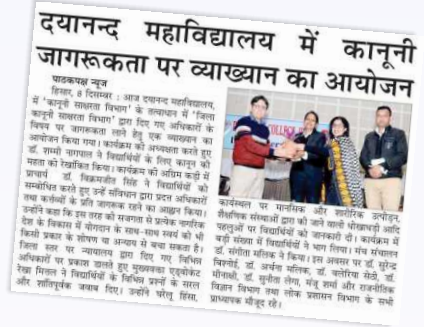 दयानन्द महाविद्यालय में कानूनी
जागरूकता पर व्याख्यान का आयोजन
पाठकपक्ष न्यूज
हिसार, 8 दिसम्बर : आज दयानन्द महाविद्यालय,
में 'कानूनी साक्षरता विभाग' के तत्वाधान में 'जिला
कानूनी साक्षरता विभाग' द्वारा दिए गए अधिकारों के
विषय पर जागरूकता लाने हेतु एक व्याख्यान का
आयोजन किया गया। कार्यक्रम की अध्यक्षता करते हुए
डॉ. शम्मी नागपाल ने विद्यार्थियों के लिए कानून की
महता को रेखांकित किया। कार्यक्रम की अग्रिम कड़ी में
प्राचार्य डॉ. विक्रमजीत सिंह ने विद्यार्थियों को
सम्बोधित करते हुए उन्हें संविधान द्वारा प्रदत्त अधिकारों
तथा कर्त्तव्यों के प्रति जागरूक रहने का आह्वान किया।
उन्होंने कहा कि इस तरह की सजगता से प्रत्येक नागरिक
देश के विकास में योगदान के साथ-साथ स्वयं को भी
किसी प्रकार के शोषण या अन्याय से बचा सकता है।
जिला स्तर पर न्यायालय द्वारा दिए गए विभिन्न
अधिकारों पर प्रकाश डालते हुए मुख्यवक्ता एडवोकेट
रेखा मित्तल ने विद्यार्थियों के विभिन्न प्रश्नों के सरल
और शांतिपूर्वक जवाब दिए। उन्होंने घरेलू हिंसा,
कार्यस्थल पर मानसिक और शारीरिक उत्पीड़न,
शैक्षणिक संस्थाओं द्वारा की जाने वाली धोखाधड़ी आदि
पहलुओं पर विद्यार्थियों को जानकारी दी। कार्यक्रम में
बड़ी संख्या में विद्यार्थियों ने भाग लिया। मंच संचालन
डॉ. संगीता मलिक ने किया। इस अवसर पर डॉ. सुरेन्द्र
बिश्नोई, डॉ. अर्चना मलिक, डॉ. वलेरिया सेठी, डॉ.
मीनाक्षी, डॉ. सुनीता लेगा, मंजू शर्मा और राजनीतिक
विज्ञान विभाग तथा लोक प्रशासन विभाग के सभी
प्राध्यापक मौजूद रहे।